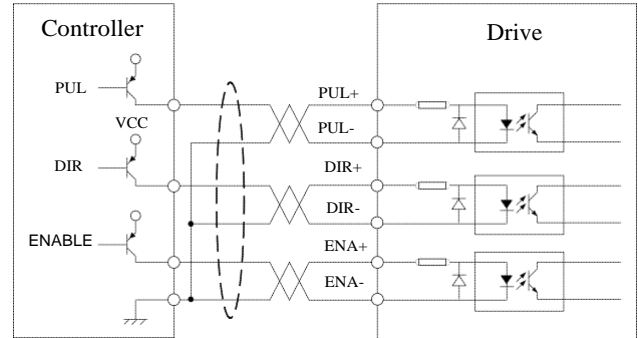 Controller
Drive
PUL
PUL+
VCC
PUL-
DIR
DIR+
DIR-
ENABLE
ENA+
ENA-